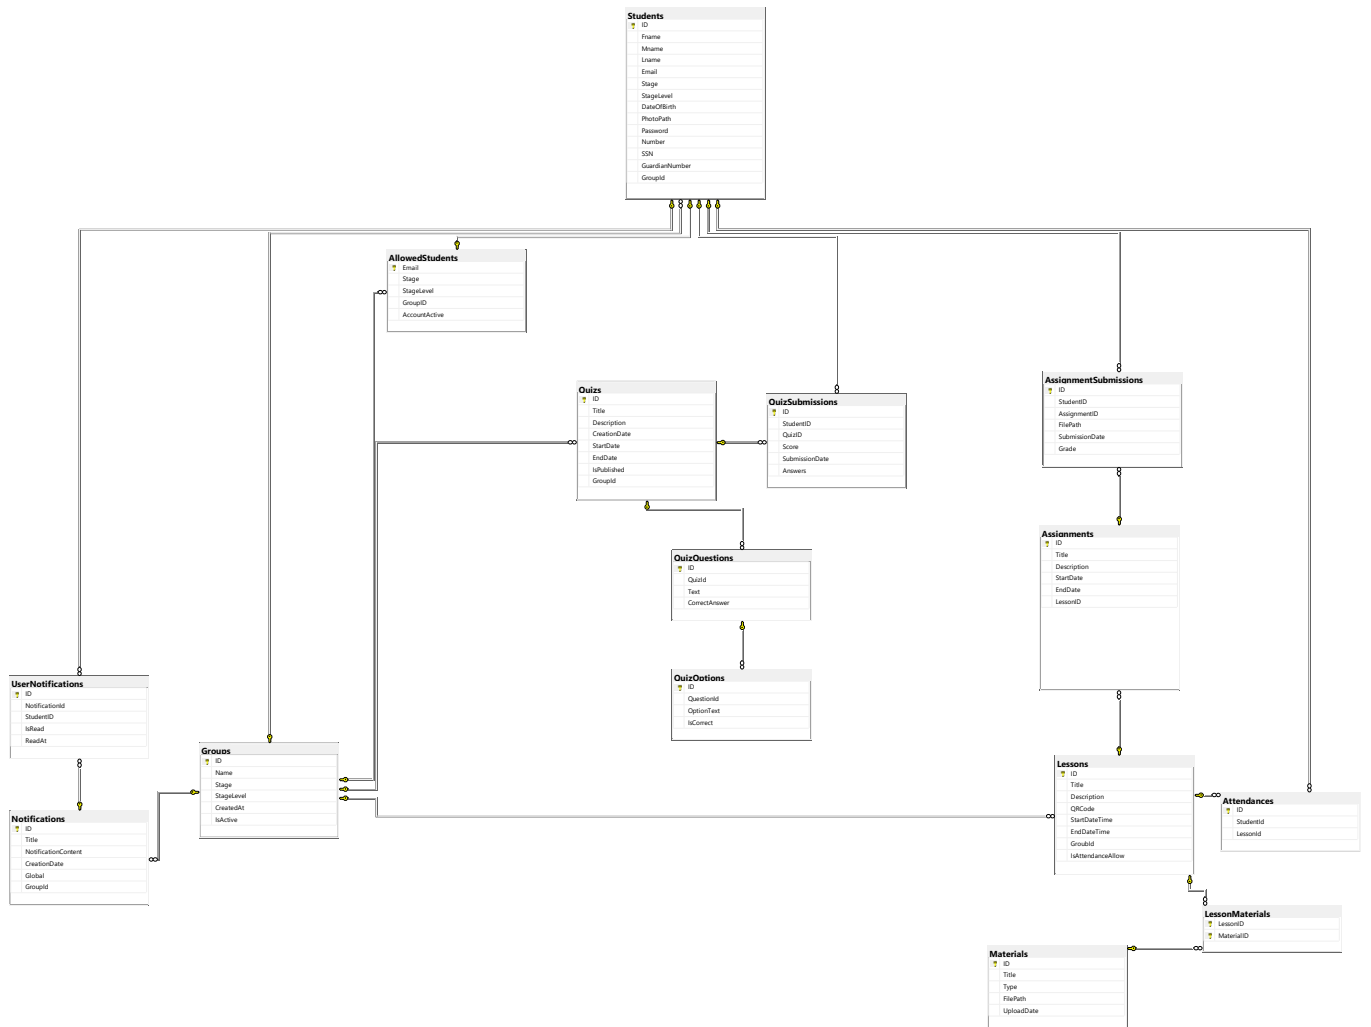 Students
ID
Fname
Mname
Lname
Email
Stage
StageLevel
DateOfBirth
PhotoPath
Password
Number
SSN
GuardianNumber
GroupId
AllowedStudents
Email
Stage
StageLevel
GroupID
AccountActive
Quizs
ID
Title
Description
CreationDate
StartDate
EndDate
IsPublished
GroupId
QuizSubmissions
ID
StudentID
QuizID
Score
SubmissionDate
Answers
AssignmentSubmissions
ID
StudentID
AssignmentID
FilePath
SubmissionDate
Grade
QuizQuestions
ID
QuizId
Text
CorrectAnswer
Assignments
ID
Title
Description
StartDate
EndDate
LessonID
QuizOptions
ID
QuestionId
OptionText
IsCorrect
UserNotifications
ID
NotificationId
StudentID
IsRead
ReadAt
Groups
ID
Name
Stage
StageLevel
CreatedAt
IsActive
Notifications
ID
Title
NotificationContent
CreationDate
Global
GroupId
Lessons
ID
Title
Description
QRCode
StartDateTime
EndDateTime
GroubId
IsAttendanceAllow
Attendances
ID
StudentId
LessonId
LessonMaterials
LessonID
MaterialID
Materials
ID
Title
Type
FilePath
UploadDate